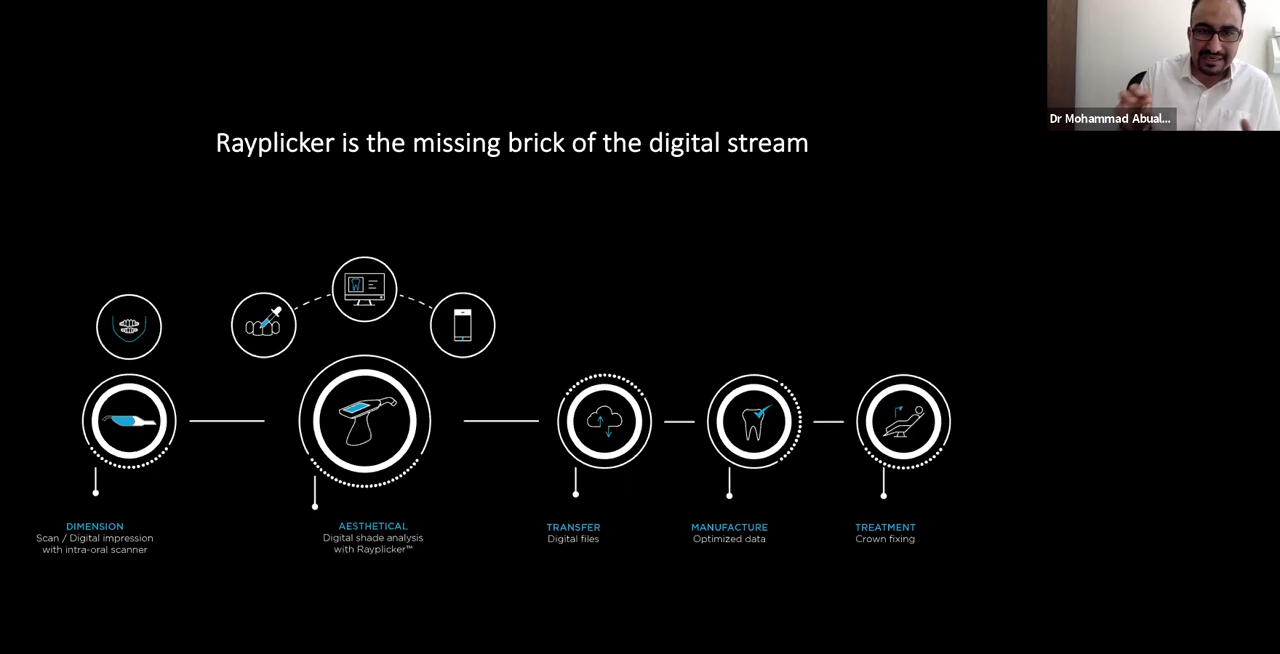 Dr Mohammad Abual...
Rayplicker is the missing brick of the digital stream
DIMENSION
Scan / Digital impression
with intra-oral scanner
AESTHETICAL
Digital shade analysis
with Rayplicker™
TRANSFER
Digital files
MANUFACTURE
Optimized data
TREATMENT
Crown fixing